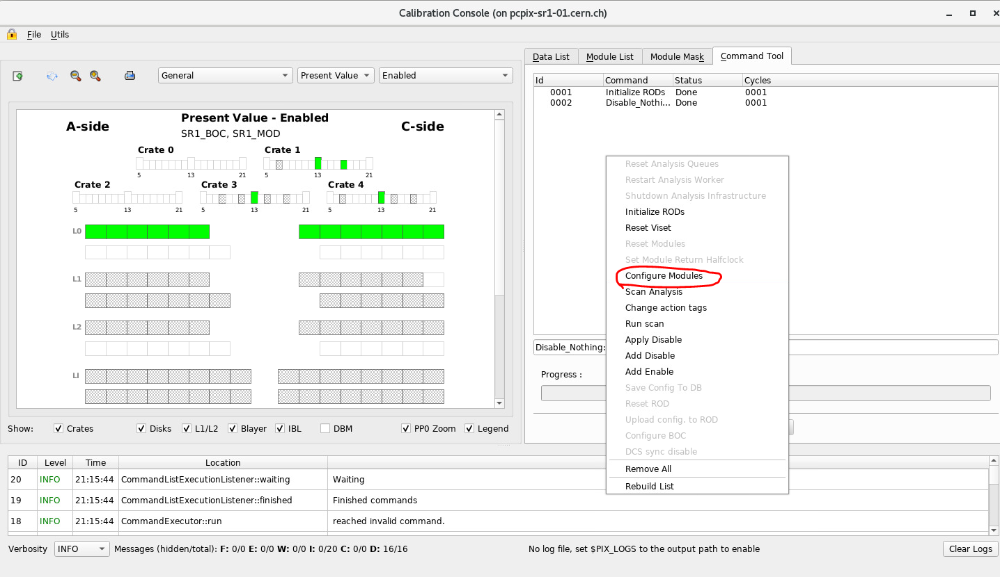 Calibration Console (on pcpix-sr1-01.cern.ch)
File Utils
General Present Value Enabled
Present Value - Enabled
A-side C-side
SR1_BOC, SR1_MOD
Crate 0 Crate 1
5 13 21 5 13 21
Crate 2 Crate 3 Crate 4
5 13 21 5 13 21 5 13 21
L0
L1
L2
LI
Show: Crates Disks L1/L2 Blayer IBL DBM PP0 Zoom Legend
Data List Module List Module Mask Command Tool
Id Command Status Cycles
0001 Initialize RODs Done 0001
0002 Disable_Nothi... Done 0001
Disable_Nothing:
Progress :
Reset Analysis Queues
Restart Analysis Worker
Shutdown Analysis Infrastructure
Initialize RODs
Reset Viset
Reset Modules
Set Module Return Halfclock
Configure Modules
Scan Analysis
Change action tags
Run scan
Apply Disable
Add Disable
Add Enable
Save Config To DB
Reset ROD
Upload config. to ROD
Configure BOC
DCS sync disable
Remove All
Rebuild List
ID Level Time Location
20 INFO 21:15:44 CommandListExecutionListener::waiting Waiting
19 INFO 21:15:44 CommandListExecutionListener::finished Finished commands
18 INFO 21:15:44 CommandExecutor::run reached invalid command.
Verbosity INFO Messages (hidden/total): F: 0/0 E: 0/0 W: 0/0 I: 0/20 C: 0/0 D: 16/16 No log file, set $PIX_LOGS to the output path to enable Clear Logs